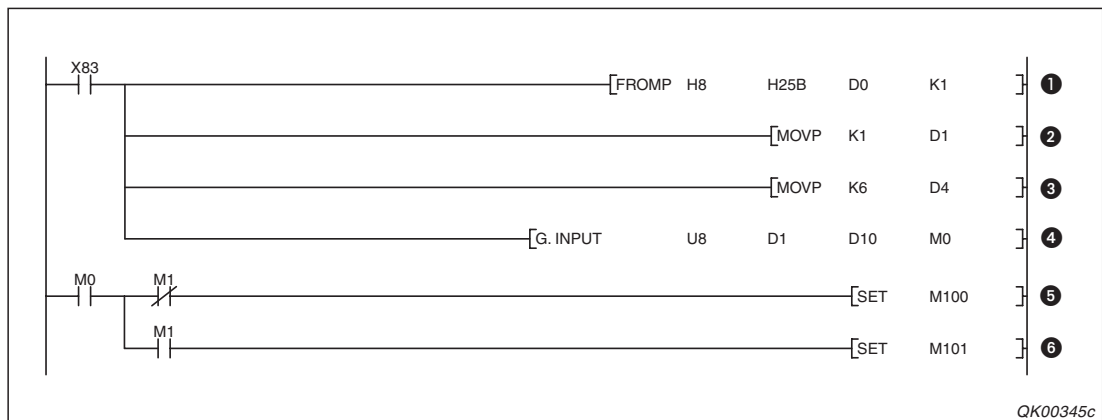 X83
[FROMP H8 H25B D0 K1 ] 1
[MOVP K1 D1 ] 2
[MOVP K6 D4 ] 3
[G. INPUT U8 D1 D10 M0 ] 4
M0 M1
[SET M100 ] 5
M1
[SET M101 ] 6
QK00345c